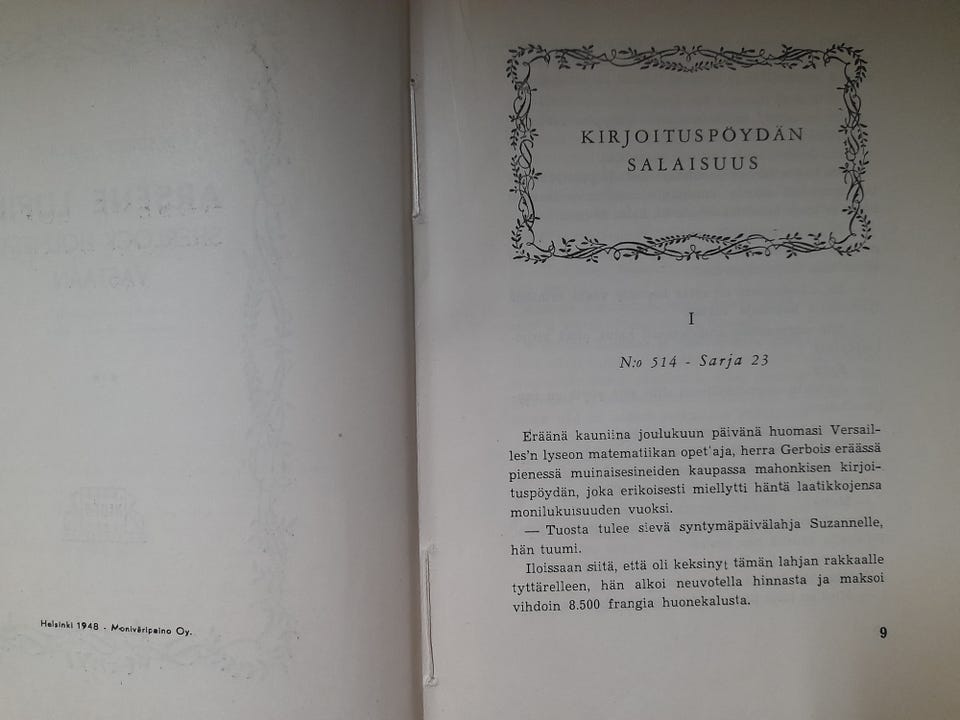 Helsinki 1948 - Moniväripaino Oy.
KIRJOITUSPÖYDÄN
SALAISUUS
I
N:o 514 - Sarja 23
Eräänä kauniina joulukuun päivänä huomasi Versail-
les'n lyseon matematiikan opet'aja, herra Gerbois eräässä
pienessä muinaisesineiden kaupassa mahonkisen kirjoi-
tuspöydän, joka erikoisesti miellytti häntä laatikkojensa
monilukuisuuden vuoksi.
— Tuosta tulee sievä syntymäpäivälahja Suzannelle,
hän tuumi.
Iloissaan siitä, että oli keksinyt tämän lahjan rakkaalle
tyttärelleen, hän alkoi neuvotella hinnasta ja maksoi
vihdoin 8.500 frangia huonekalusta.
9